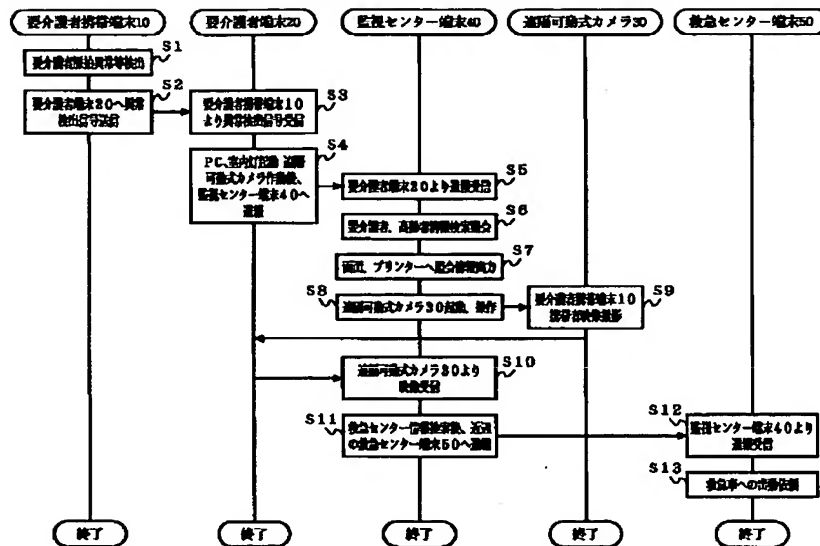 要介護者携帯端末10
要介護者端末20
監視センター端末40
遠隔可動式カメラ30
救急センター端末50
S1
要介護者脈拍異常等検出
S2
要介護者端末20へ異常
検出信号送信
S3
要介護者携帯端末10
より異常検出信号受信
S4
PC、室内灯起動 遠隔
可動式カメラ作動後、
監視センター端末40へ
通報
S5
要介護者端末20より通報受信
S6
要介護者、高齢者情報検索照合
S7
画面、プリンターへ照合情報出力
S8
遠隔可動式カメラ30起動、操作
S9
要介護者携帯端末10
携帯者映像撮影
S10
遠隔可動式カメラ30より
映像受信
S11
救急センター情報検索後、近辺
の救急センター端末50へ通報
S12
監視センター端末40より
通報受信
S13
救急車への出動依頼
終了
終了
終了
終了
終了